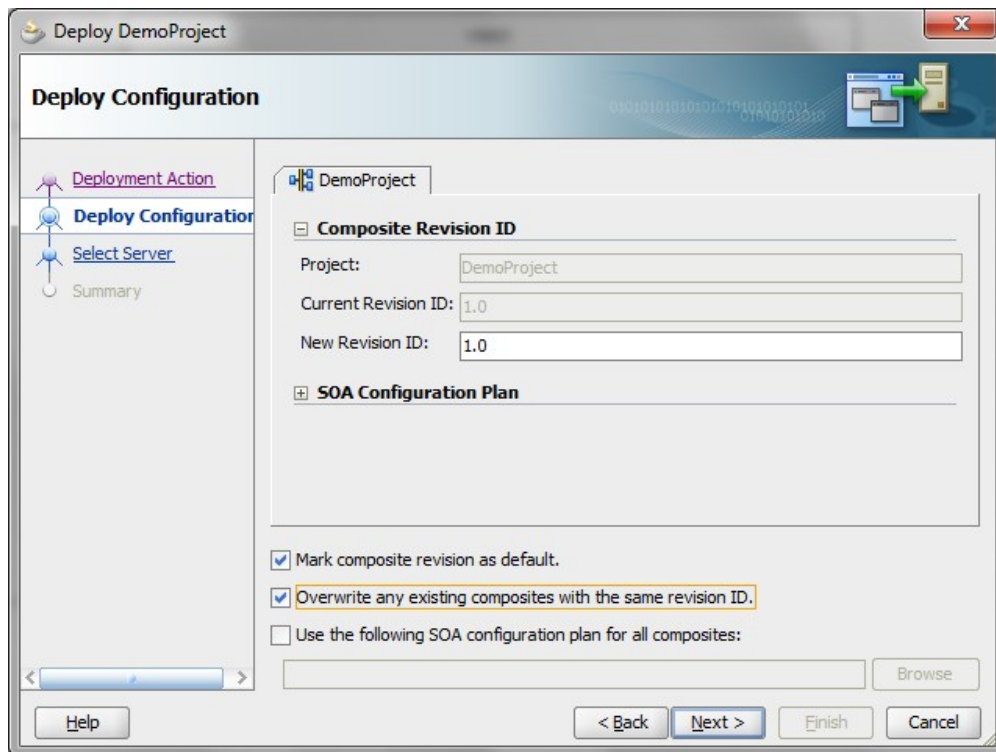 Deploy DemoProject
Deploy Configuration
Deployment Action
Deploy Configuration
Select Server
Summary
DemoProject
Composite Revision ID
Project: DemoProject
Current Revision ID: 1.0
New Revision ID: 1.0
SOA Configuration Plan
Mark composite revision as default.
Overwrite any existing composites with the same revision ID.
Use the following SOA configuration plan for all composites:
Browse
Help < Back Next > Finish Cancel